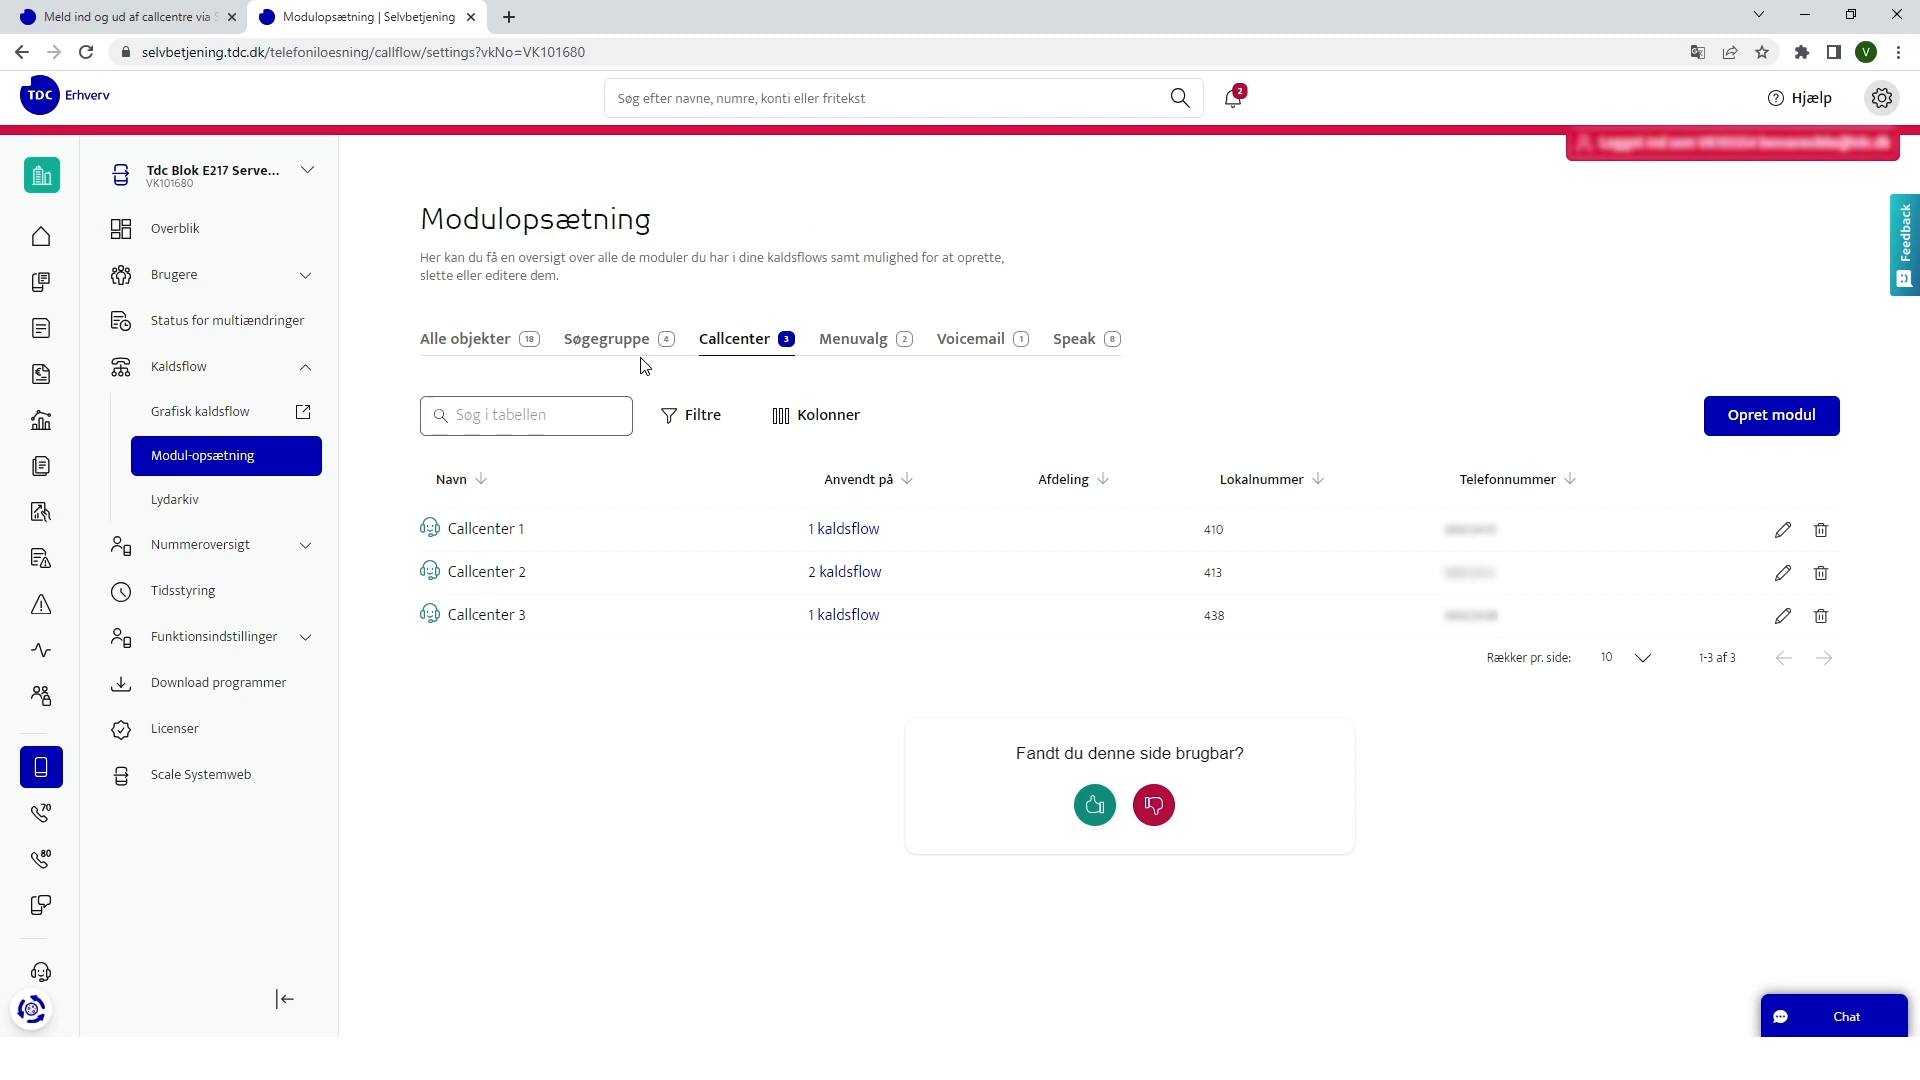 Meld ind og ud af callcentre via S
Modulopsætning | Selvbetjening
selvbetjening.tdc.dk/telefoniloesning/callflow/settings?vkNo=VK101680
V
TDC Erhverv
Søg efter navne, numre, konti eller fritekst
2
Hjælp
Feedback
Tdc Blok E217 Serve...
VK101680
Overblik
Brugere
Status for multiændringer
Kaldsflow
Grafisk kaldsflow
Modul-opsætning
Lydarkiv
Nummeroversigt
Tidsstyring
Funktionsindstillinger
Download programmer
Licenser
Scale Systemweb
70
80
Modulopsætning
Her kan du få en oversigt over alle de moduler du har i dine kaldsflows samt mulighed for at oprette,
slette eller editere dem.
Alle objekter 18 Søgegruppe 4 Callcenter 3 Menuvalg 2 Voicemail 1 Speak 8
Søg i tabellen
Filtre
Kolonner
Opret modul
Navn Anvendt på Afdeling Lokalnummer Telefonnummer
Callcenter 1 1 kaldsflow 410
Callcenter 2 2 kaldsflow 413
Callcenter 3 1 kaldsflow 438
Rækker pr. side: 10 1-3 af 3
Fandt du denne side brugbar?
Chat